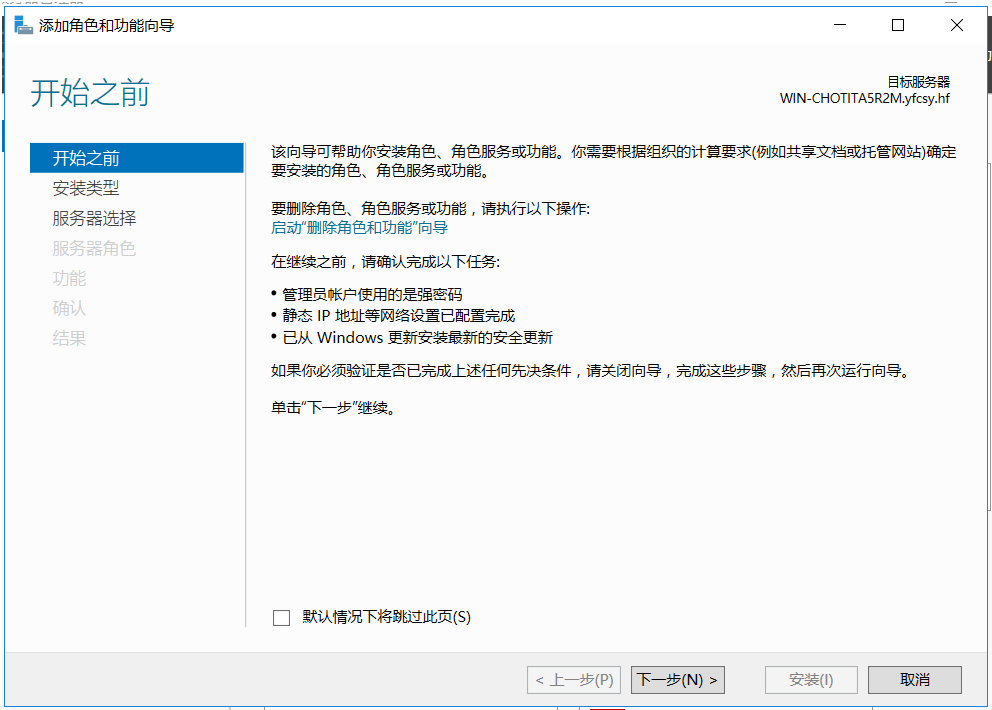 添加角色和功能向导
开始之前
目标服务器
WIN-CHOTITA5R2M.yfcsy.hf
开始之前
安装类型
服务器选择
服务器角色
功能
确认
结果
该向导可帮助你安装角色、角色服务或功能。你需要根据组织的计算要求(例如共享文档或托管网站)确定
要安装的角色、角色服务或功能。
要删除角色、角色服务或功能，请执行以下操作:
启动“删除角色和功能”向导
在继续之前，请确认完成以下任务:
• 管理员帐户使用的是强密码
• 静态 IP 地址等网络设置已配置完成
• 已从 Windows 更新安装最新的安全更新
如果你必须验证是否已完成上述任何先决条件，请关闭向导，完成这些步骤，然后再次运行向导。
单击“下一步”继续。
默认情况下将跳过此页(S)
< 上一步(P)
下一步(N) >
安装(I)
取消